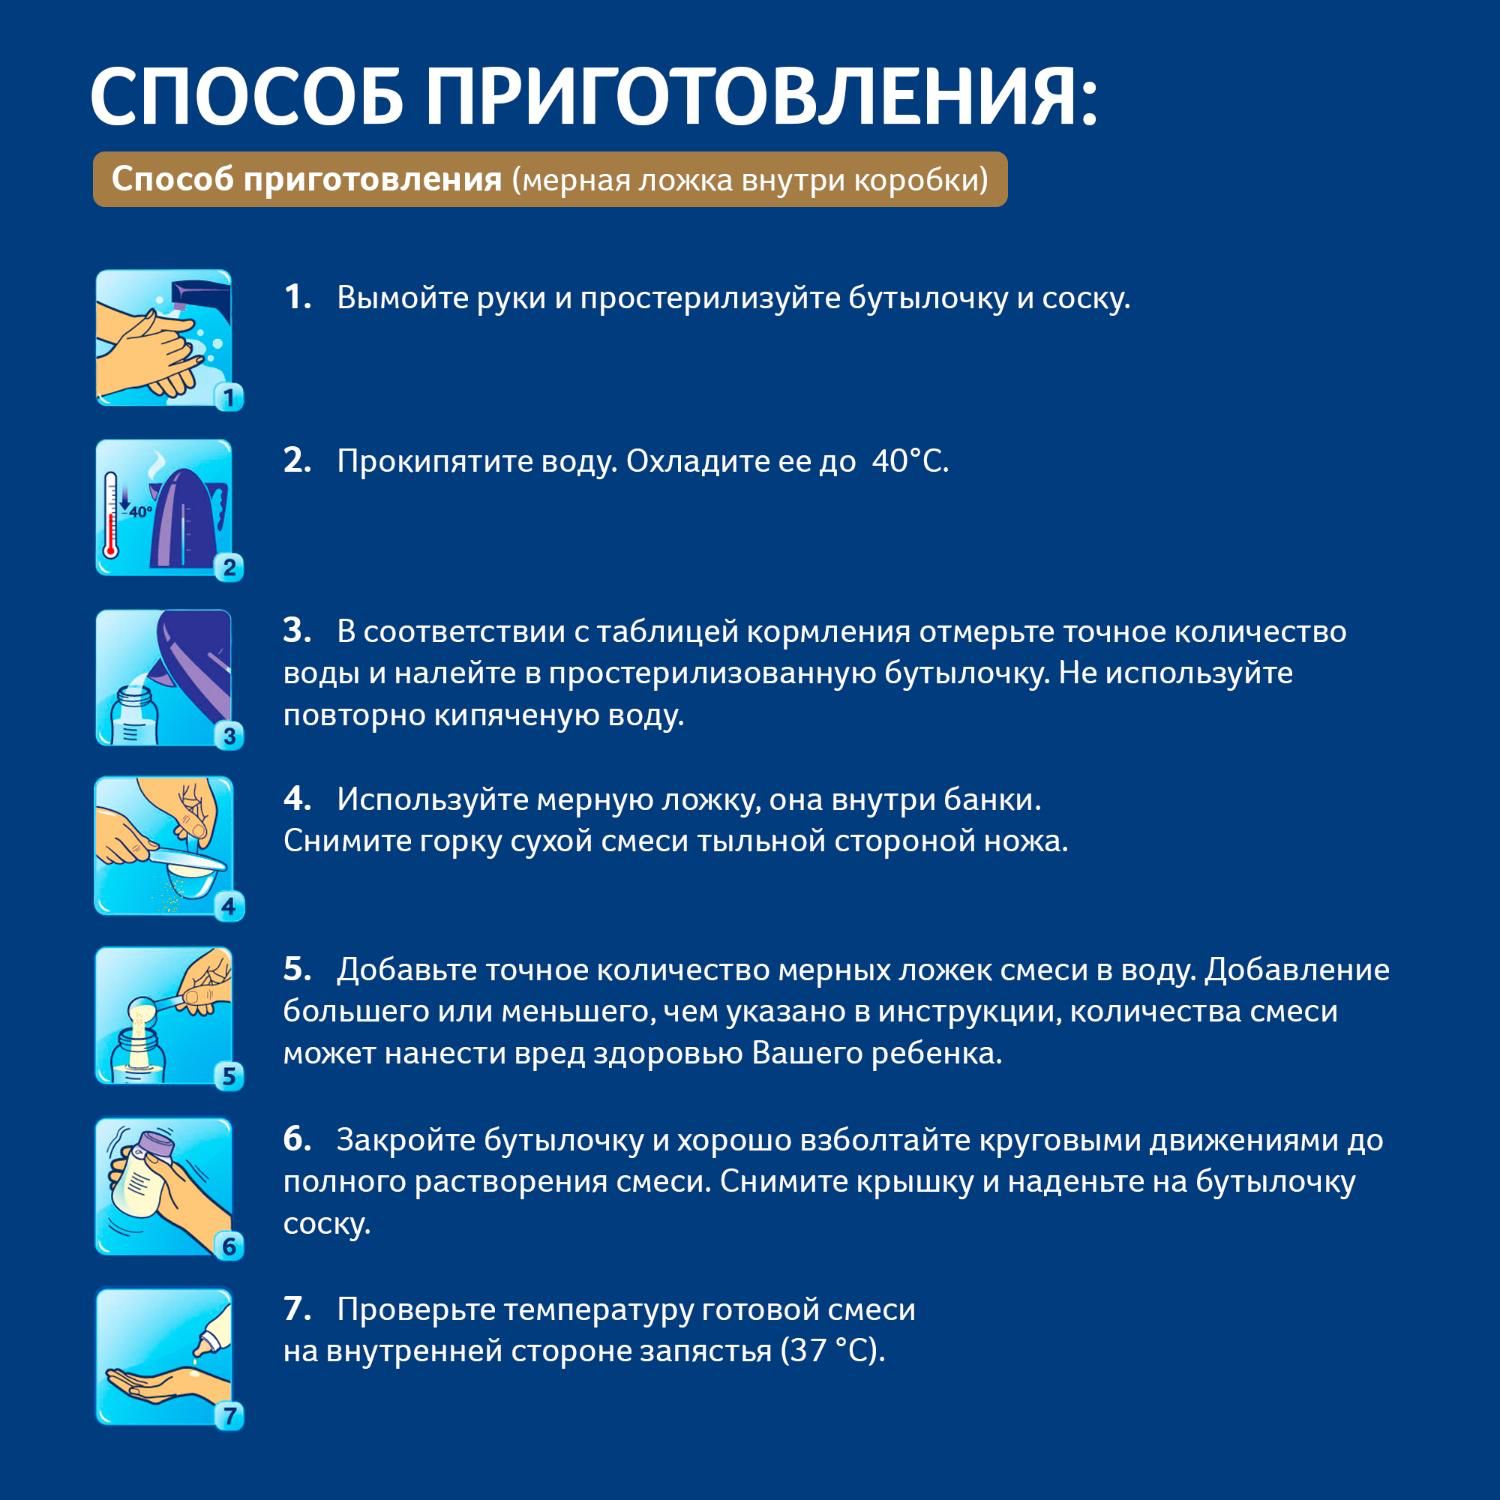 СПОСОБ ПРИГОТОВЛЕНИЯ:
Способ приготовления (мерная ложка внутри коробки)
1
1. Вымойте руки и простерилизуйте бутылочку и соску.
40°
2
2. Прокипятите воду. Охладите ее до 40°С.
3
3. В соответствии с таблицей кормления отмерьте точное количество
воды и налейте в простерилизованную бутылочку. Не используйте
повторно кипяченую воду.
4
4. Используйте мерную ложку, она внутри банки.
Снимите горку сухой смеси тыльной стороной ножа.
5
5. Добавьте точное количество мерных ложек смеси в воду. Добавление
большего или меньшего, чем указано в инструкции, количества смеси
может нанести вред здоровью Вашего ребенка.
6
6. Закройте бутылочку и хорошо взболтайте круговыми движениями до
полного растворения смеси. Снимите крышку и наденьте на бутылочку
соску.
7
7. Проверьте температуру готовой смеси
на внутренней стороне запястья (37 °С).